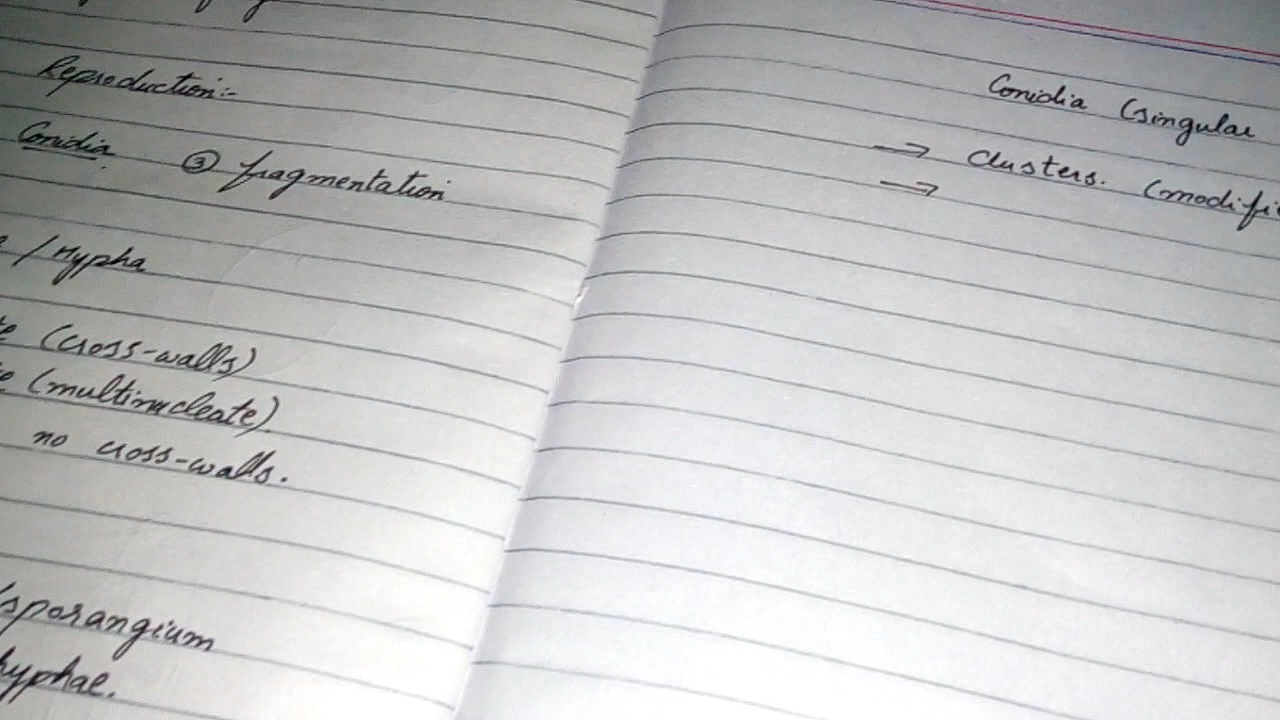 Reproduction:-
Conidia. ③ fragmentation
/ Hypha
(cross-walls)
(multinucleate)
no cross-walls.
sporangium
hyphae.
Conidia (singular
→ clusters. (modifi
→